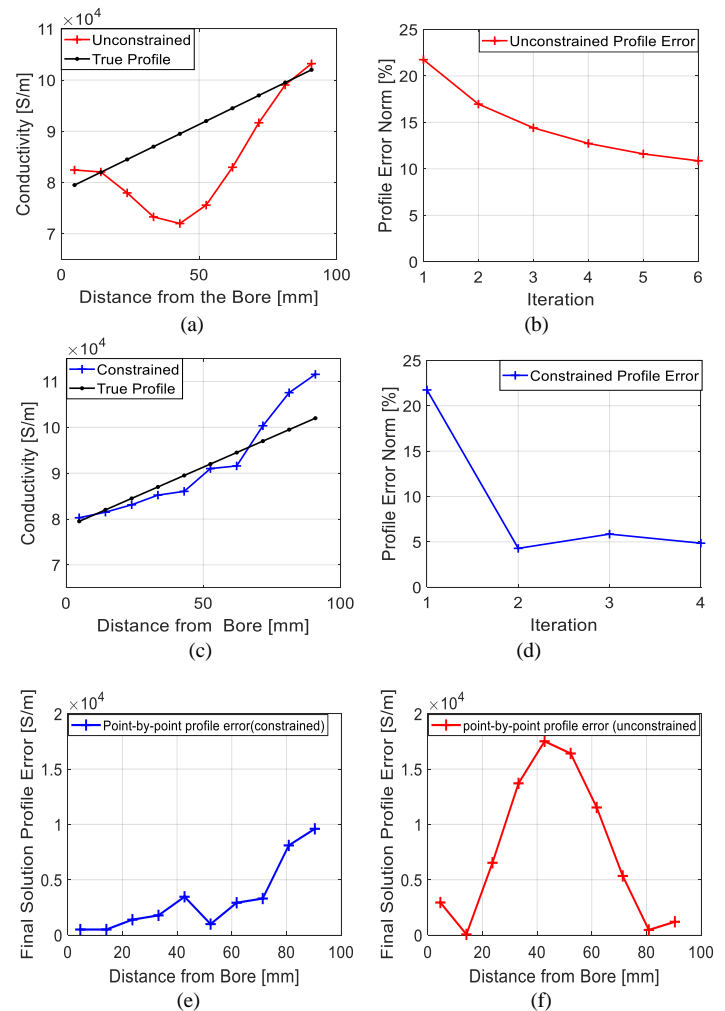 ×10⁴
11
10
9
8
7
Unconstrained
True Profile
Conductivity [S/m]
0
50
100
Distance from the Bore [mm]
(a)
25
20
15
10
5
0
Unconstrained Profile Error
Profile Error Norm [%]
1
2
3
4
5
6
Iteration
(b)
×10⁴
11
10
9
8
7
Constrained
True Profile
Conductivity [S/m]
0
50
100
Distance from  Bore [mm]
(c)
25
20
15
10
5
0
Constrained Profile Error
Profile Error Norm [%]
1
2
3
4
Iteration
(d)
×10⁴
2
1.5
1
0.5
0
Point-by-point profile error(constrained)
Final Solution Profile Error [S/m]
0
20
40
60
80
100
Distance from Bore [mm]
(e)
×10⁴
2
1.5
1
0.5
0
point-by-point profile error (unconstrained
Final Solution Profile Error [S/m]
0
20
40
60
80
100
Distance from Bore [mm]
(f)